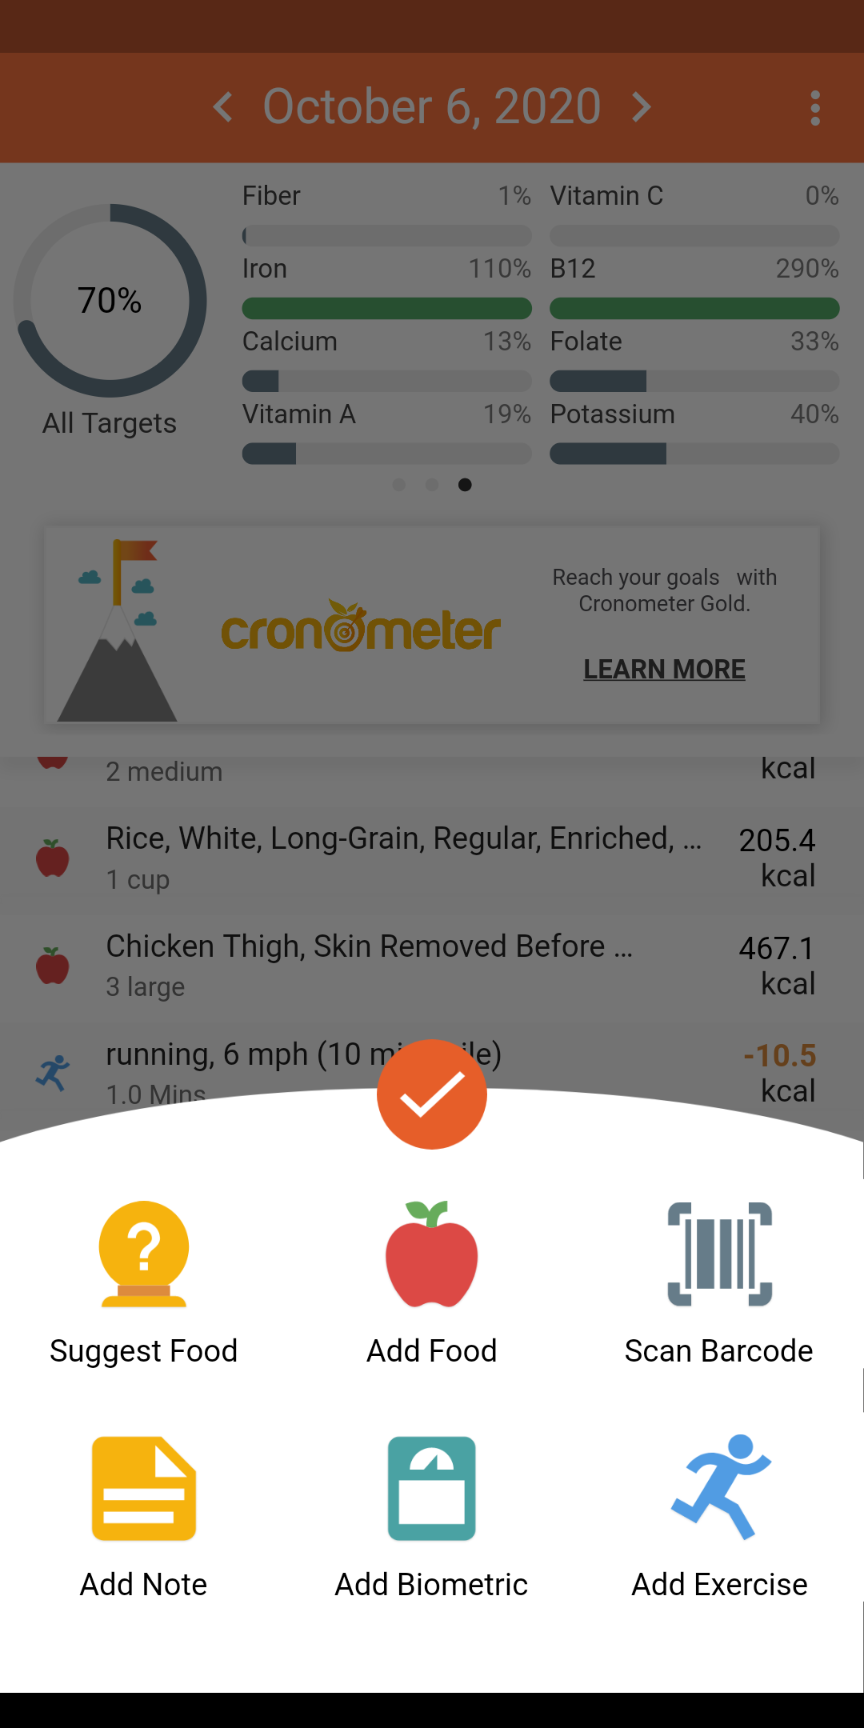 October 6, 2020
Fiber 1% Vitamin C 0%
Iron 110% B12 290%
70%
Calcium 13% Folate 33%
Vitamin A 19% Potassium 40%
All Targets
Reach your goals with
Cronometer Gold.
cronometer
LEARN MORE
2 medium kcal
Rice, White, Long-Grain, Regular, Enriched, ... 205.4
1 cup kcal
Chicken Thigh, Skin Removed Before ... 467.1
3 large kcal
running, 6 mph (10 mi le) -10.5
1.0 Mins kcal
?
Suggest Food Add Food Scan Barcode
Add Note Add Biometric Add Exercise